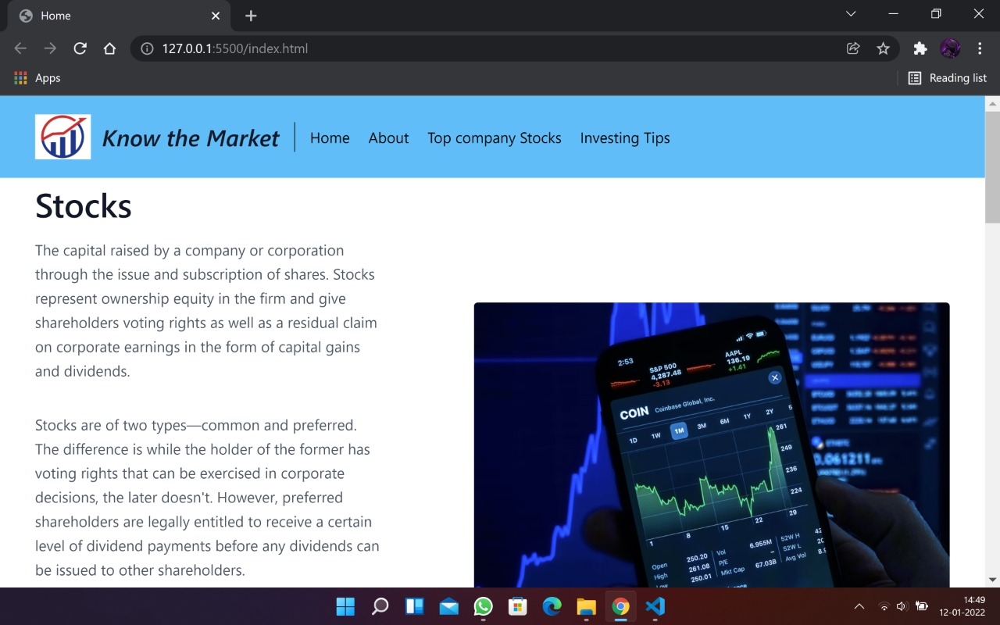 Home
127.0.0.1:5500/index.html
Apps
Reading list
Know the Market
Home About Top company Stocks Investing Tips
Stocks
The capital raised by a company or corporation
through the issue and subscription of shares. Stocks
represent ownership equity in the firm and give
shareholders voting rights as well as a residual claim
on corporate earnings in the form of capital gains
and dividends.
Stocks are of two types—common and preferred.
The difference is while the holder of the former has
voting rights that can be exercised in corporate
decisions, the later doesn't. However, preferred
shareholders are legally entitled to receive a certain
level of dividend payments before any dividends can
be issued to other shareholders.
2:53
S&P 500
4,287.48
-3.13
AAPL
136.19
+1.41
COIN Coinbase Global, Inc.
1D 1W 1M 3M 6M 1Y 2Y 5
261
249
236
224
1 8 15 22 29
Open 250.20 Vol 6.955M 52W H 42
High 261.08 P/E – 52W L 20
Low 250.01 Mkt Cap 67.03B Avg Vol 8.9
0.061211
14:49
12-01-2022